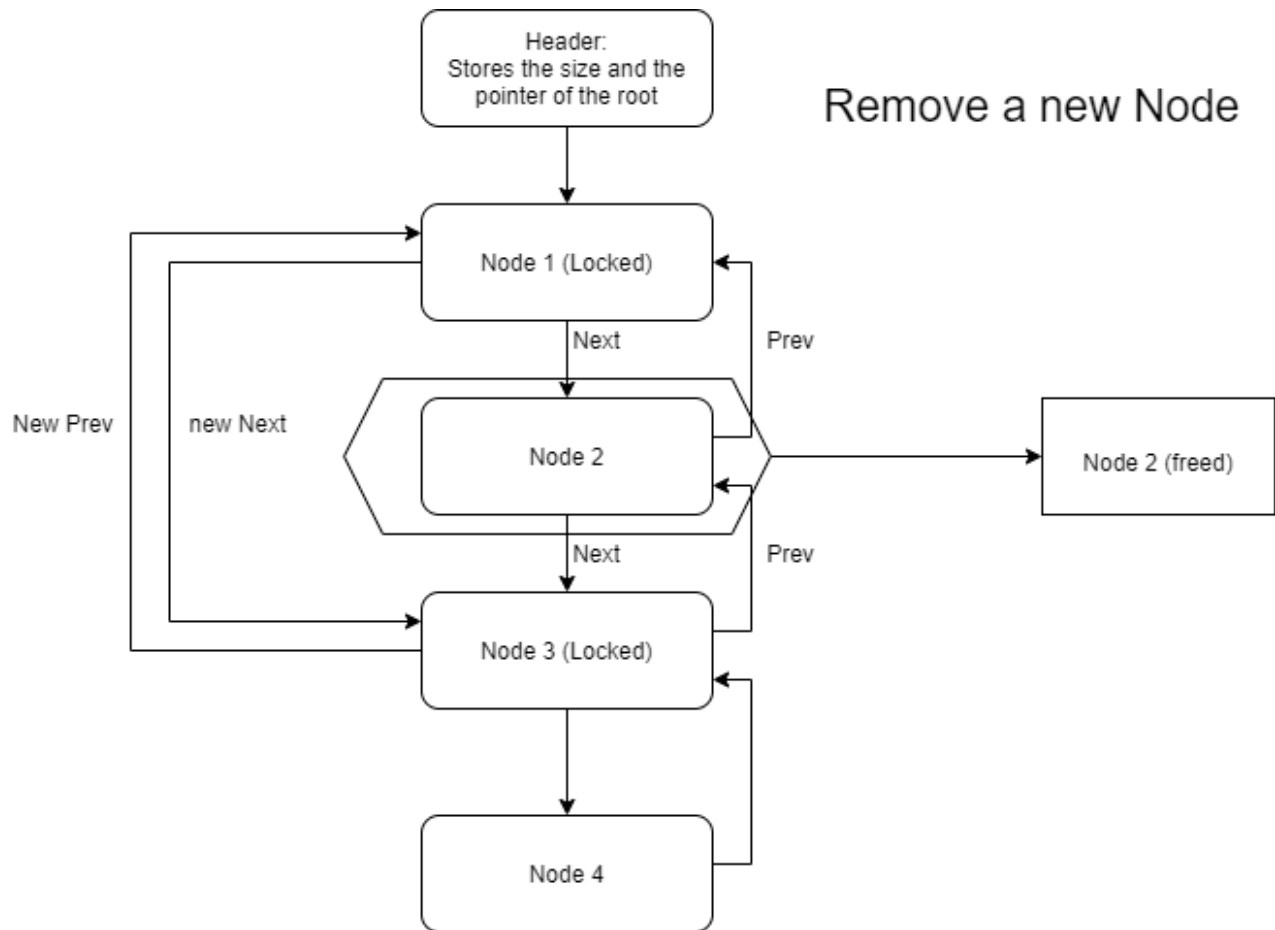 Header:
Stores the size and the
pointer of the root
Remove a new Node
Node 1 (Locked)
Next
Prev
New Prev
new Next
Node 2
Node 2 (freed)
Next
Prev
Node 3 (Locked)
Node 4